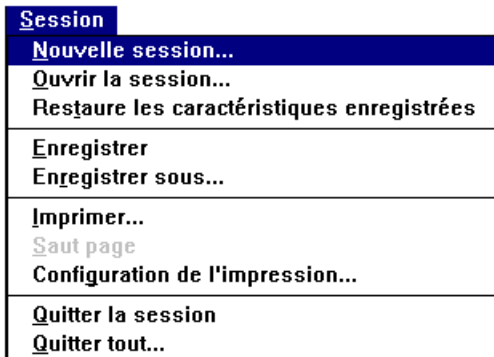 Session
Nouvelle session...
Ouvrir la session...
Restaure les caractéristiques enregistrées
Enregistrer
Enregistrer sous...
Imprimer...
Saut page
Configuration de l'impression...
Quitter la session
Quitter tout...